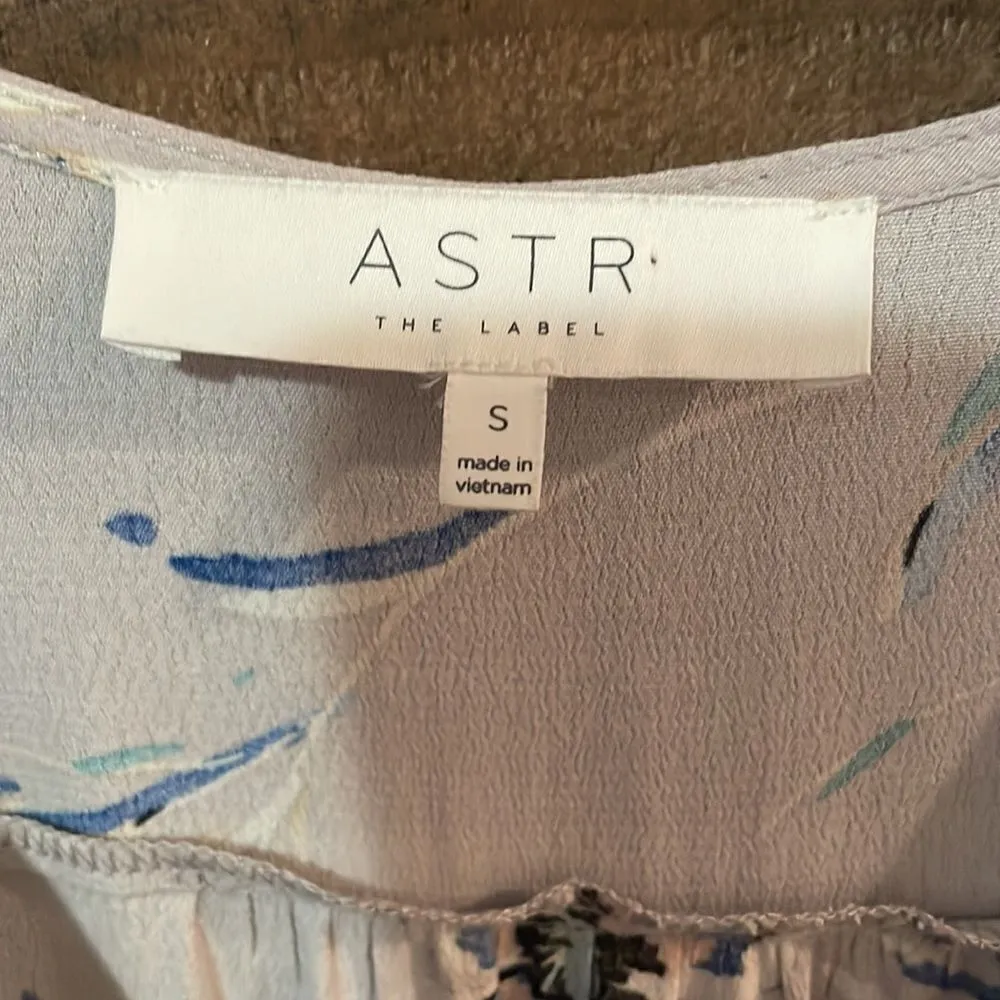 ASTR
THE LABEL
S
made in
vietnam